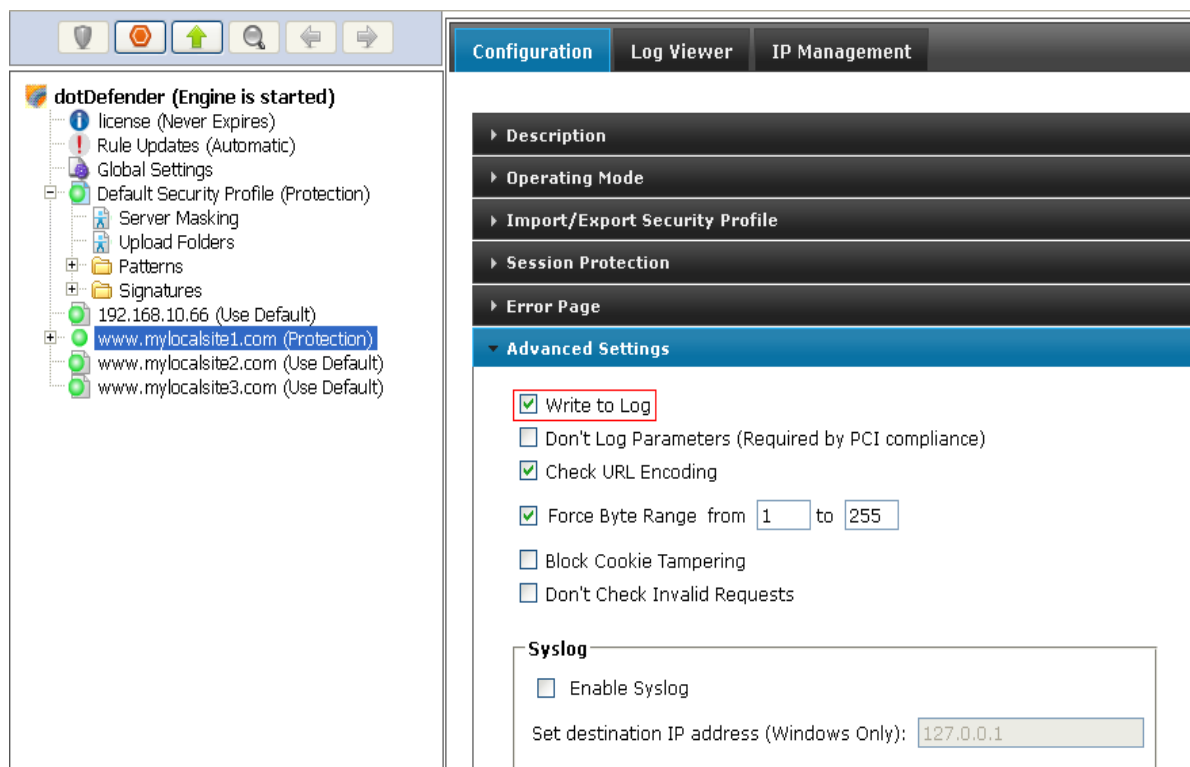 dotDefender (Engine is started)
license (Never Expires)
Rule Updates (Automatic)
Global Settings
Default Security Profile (Protection)
Server Masking
Upload Folders
Patterns
Signatures
192.168.10.66 (Use Default)
www.mylocalsite1.com (Protection)
www.mylocalsite2.com (Use Default)
www.mylocalsite3.com (Use Default)
Configuration Log Viewer IP Management
Description
Operating Mode
Import/Export Security Profile
Session Protection
Error Page
Advanced Settings
Write to Log
Don't Log Parameters (Required by PCI compliance)
Check URL Encoding
Force Byte Range from 1 to 255
Block Cookie Tampering
Don't Check Invalid Requests
Syslog
Enable Syslog
Set destination IP address (Windows Only): 127.0.0.1